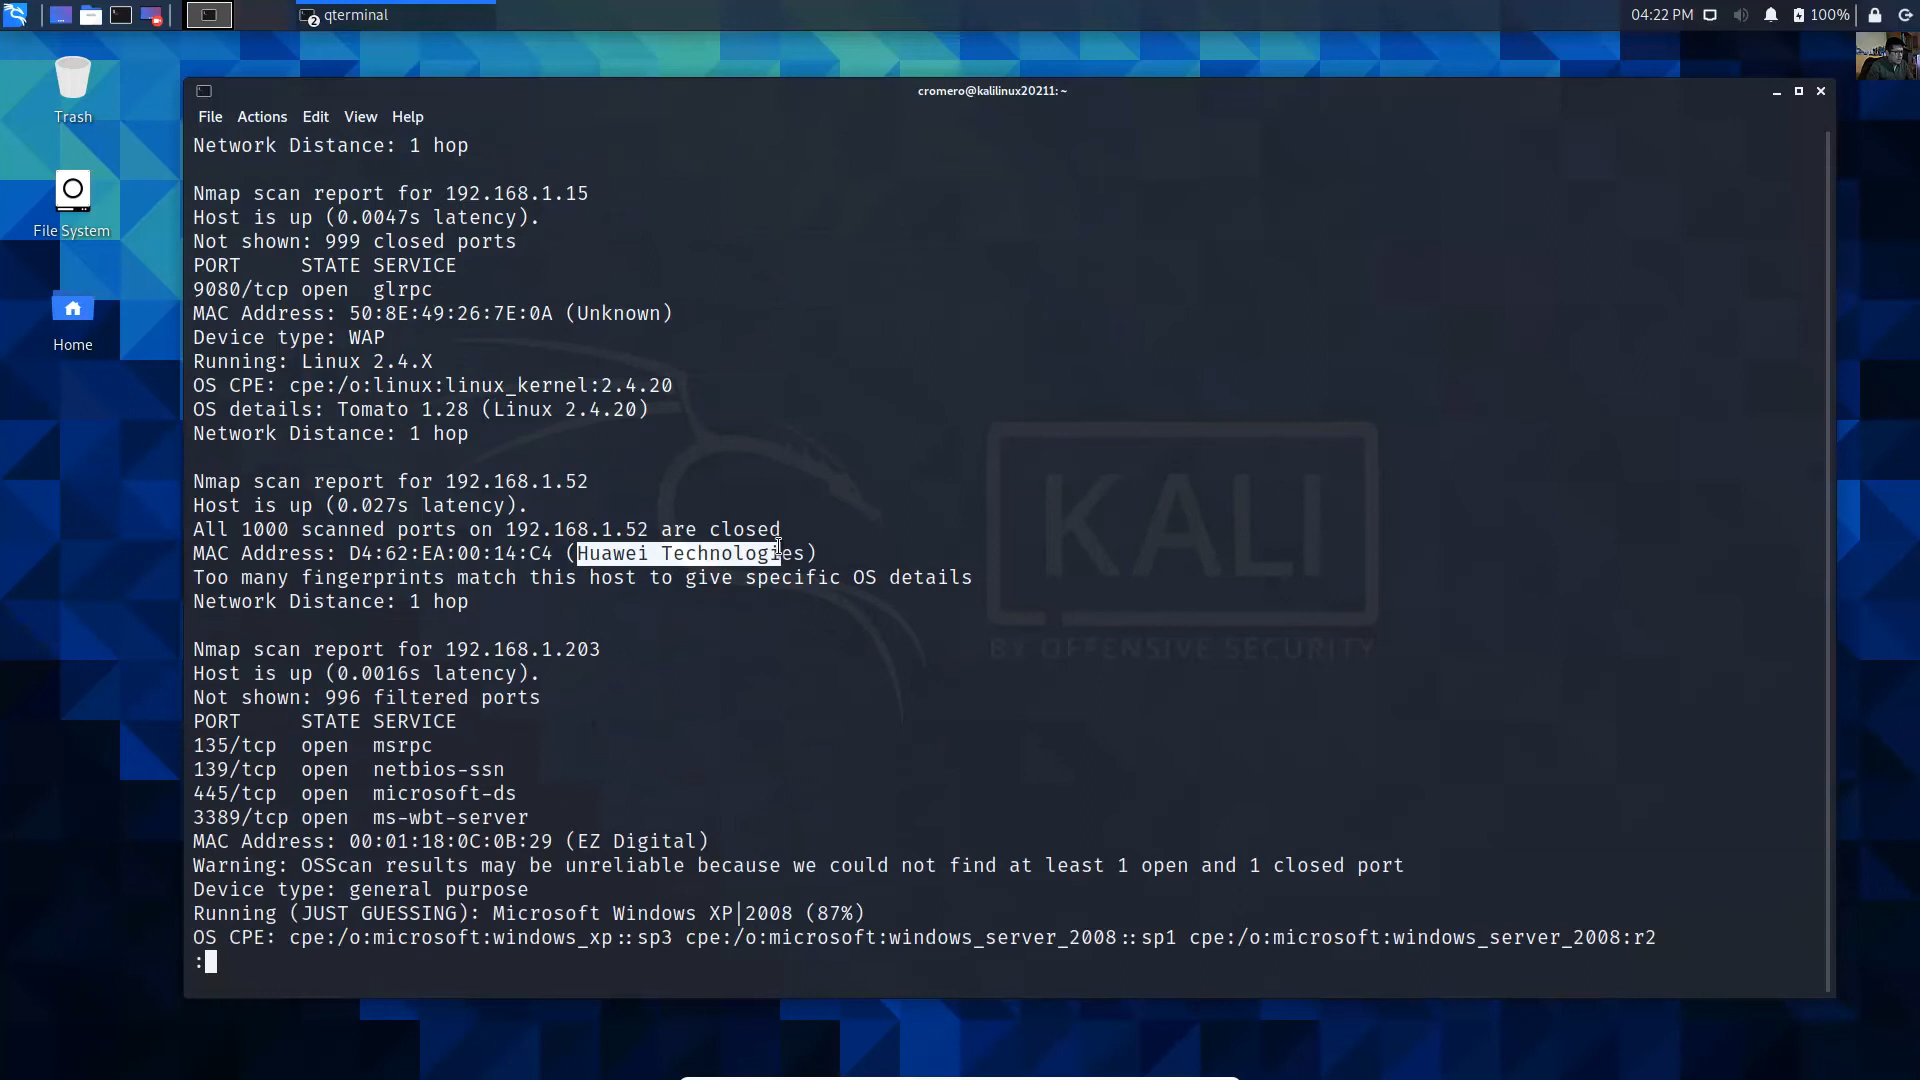 qterminal
2
04:22 PM
100%
Trash
File System
Home
cromero@kalilinux20211: ~
File Actions Edit View Help
Network Distance: 1 hop
Nmap scan report for 192.168.1.15
Host is up (0.0047s latency).
Not shown: 999 closed ports
PORT     STATE SERVICE
9080/tcp open  glrpc
MAC Address: 50:8E:49:26:7E:0A (Unknown)
Device type: WAP
Running: Linux 2.4.X
OS CPE: cpe:/o:linux:linux_kernel:2.4.20
OS details: Tomato 1.28 (Linux 2.4.20)
Network Distance: 1 hop
Nmap scan report for 192.168.1.52
Host is up (0.027s latency).
All 1000 scanned ports on 192.168.1.52 are closed
MAC Address: D4:62:EA:00:14:C4 (Huawei Technologies)
Too many fingerprints match this host to give specific OS details
Network Distance: 1 hop
Nmap scan report for 192.168.1.203
Host is up (0.0016s latency).
Not shown: 996 filtered ports
PORT     STATE SERVICE
135/tcp  open  msrpc
139/tcp  open  netbios-ssn
445/tcp  open  microsoft-ds
3389/tcp open  ms-wbt-server
MAC Address: 00:01:18:0C:0B:29 (EZ Digital)
Warning: OSScan results may be unreliable because we could not find at least 1 open and 1 closed port
Device type: general purpose
Running (JUST GUESSING): Microsoft Windows XP|2008 (87%)
OS CPE: cpe:/o:microsoft:windows_xp::sp3 cpe:/o:microsoft:windows_server_2008::sp1 cpe:/o:microsoft:windows_server_2008:r2
:
KALI
BY OFFENSIVE SECURITY